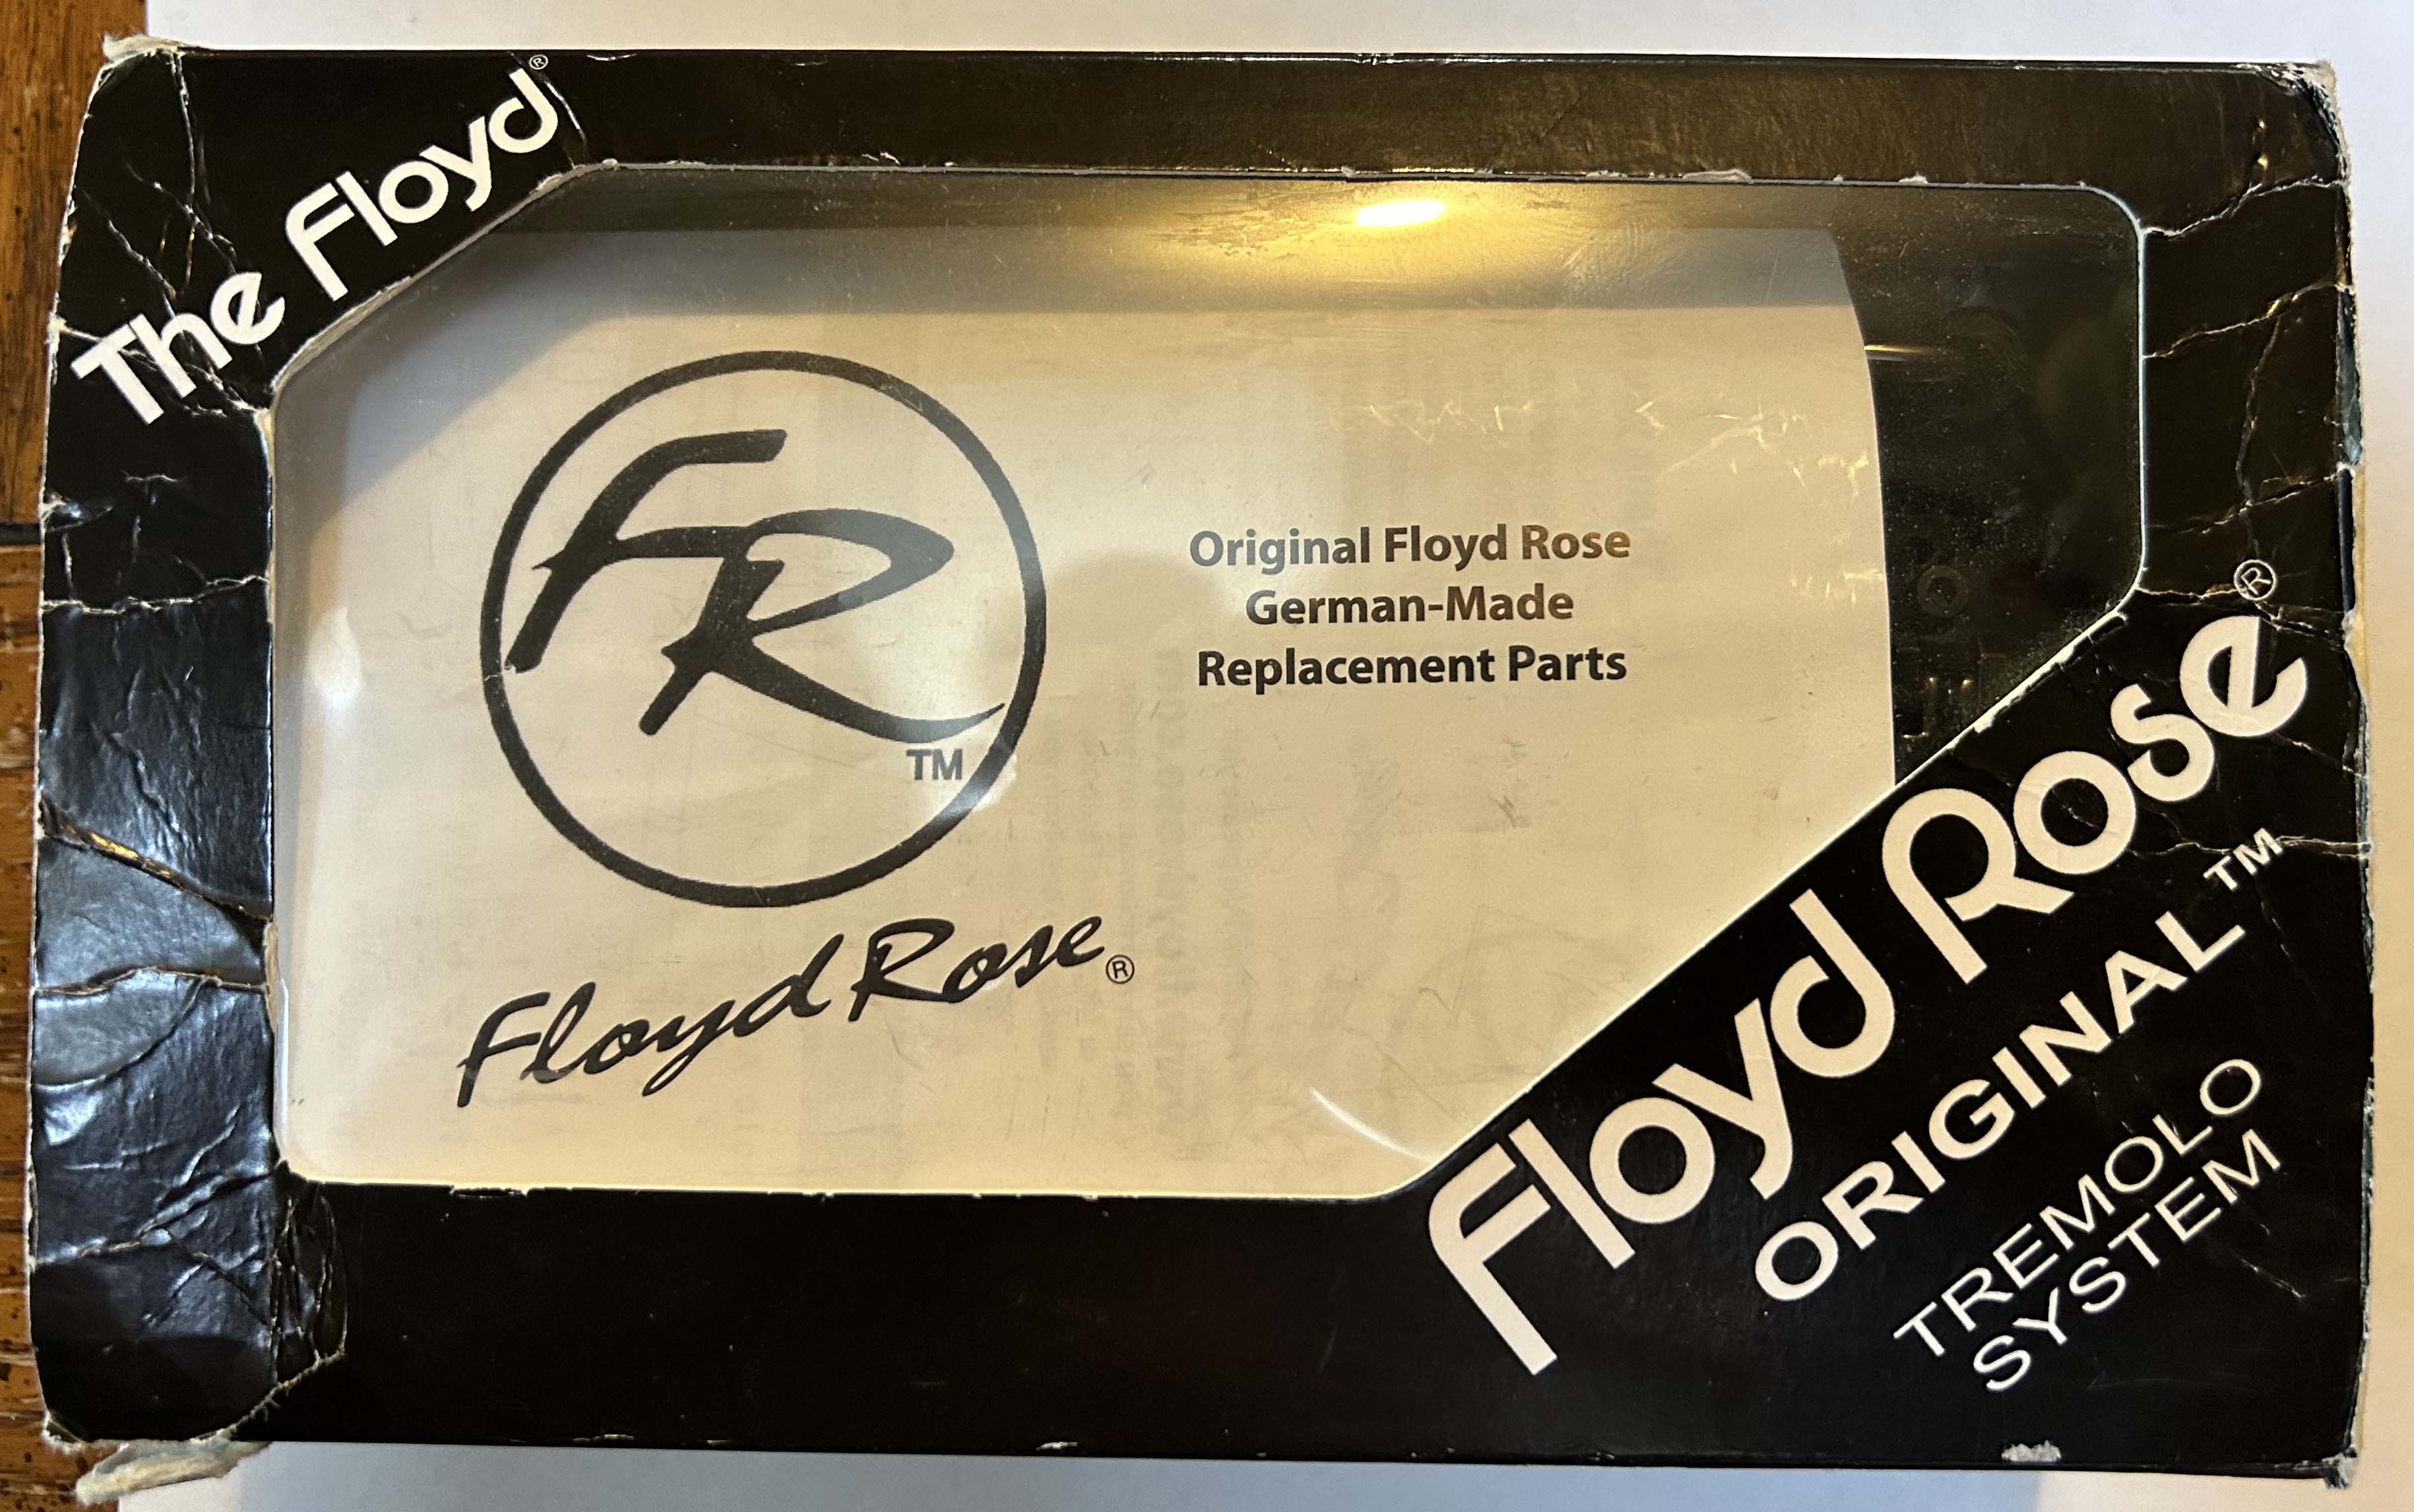 The Floyd®
FR
TM
Floyd Rose®
Original Floyd Rose
German-Made
Replacement Parts
Floyd Rose®
ORIGINAL™
TREMOLO
SYSTEM